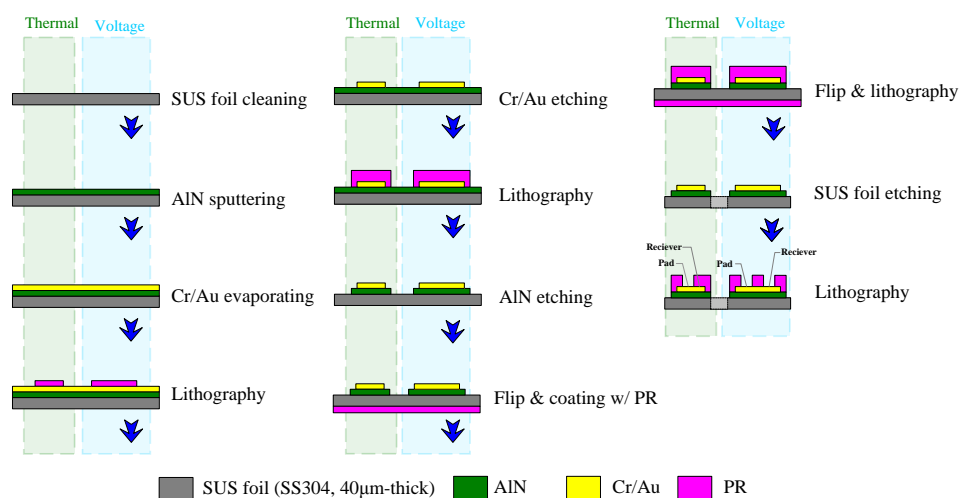 Thermal
Voltage
SUS foil cleaning
AlN sputtering
Cr/Au evaporating
Lithography
Thermal
Voltage
Cr/Au etching
Lithography
AlN etching
Flip & coating w/ PR
Thermal
Voltage
Flip & lithography
SUS foil etching
Reciever
Pad
Pad
Reciever
Lithography
SUS foil (SS304, 40μm-thick)
AlN
Cr/Au
PR